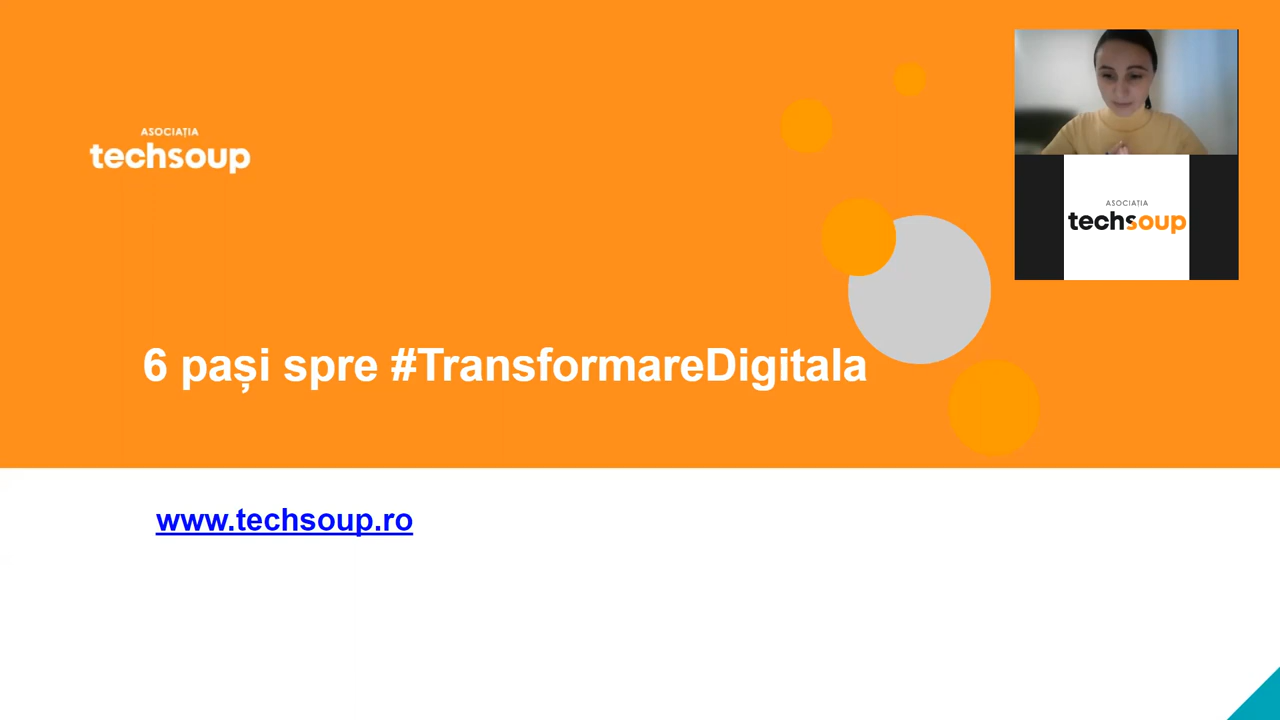 ASOCIAȚIA
techsoup
ASOCIAȚIA
techsoup
6 pași spre #TransformareDigitala
www.techsoup.ro